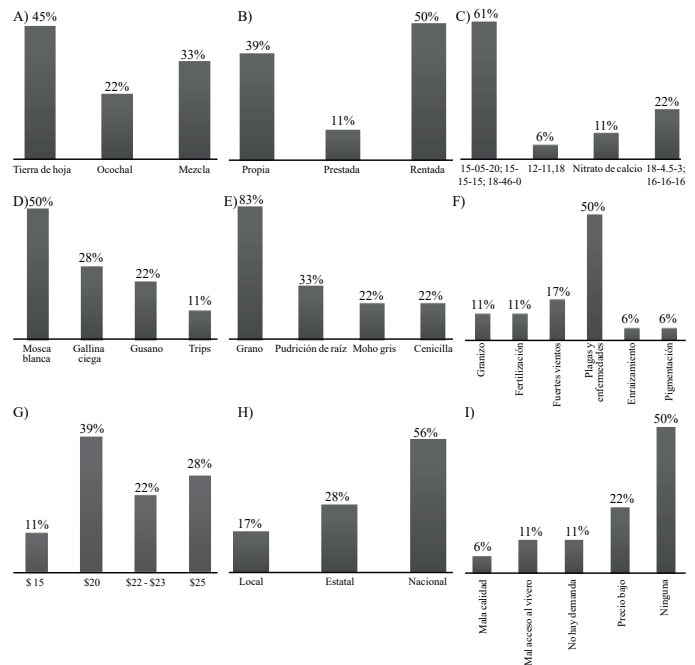 A) 45%
22%
33%
Tierra de hoja
Ocochal
Mezcla
B)
39%
11%
50%
Propia
Prestada
Rentada
C) 61%
6%
11%
22%
15-05-20; 15-
15-15; 18-46-0
12-11,18
Nitrato de calcio
18-4.5-3;
16-16-16
D) 50%
28%
22%
11%
Mosca
blanca
Gallina
ciega
Gusano
Trips
E) 83%
33%
22%
22%
Grano
Pudrición de raíz
Moho gris
Cenicilla
F)
11%
11%
17%
50%
6%
6%
Granizo
Fertilización
Fuertes vientos
Plagas y
enfermedades
Enraizamiento
Pigmentación
G)
11%
39%
22%
28%
$ 15
$20
$22 - $23
$25
H)
17%
28%
56%
Local
Estatal
Nacional
I)
6%
11%
11%
22%
50%
Mala calidad
Mal acceso al vivero
No hay demanda
Precio bajo
Ninguna